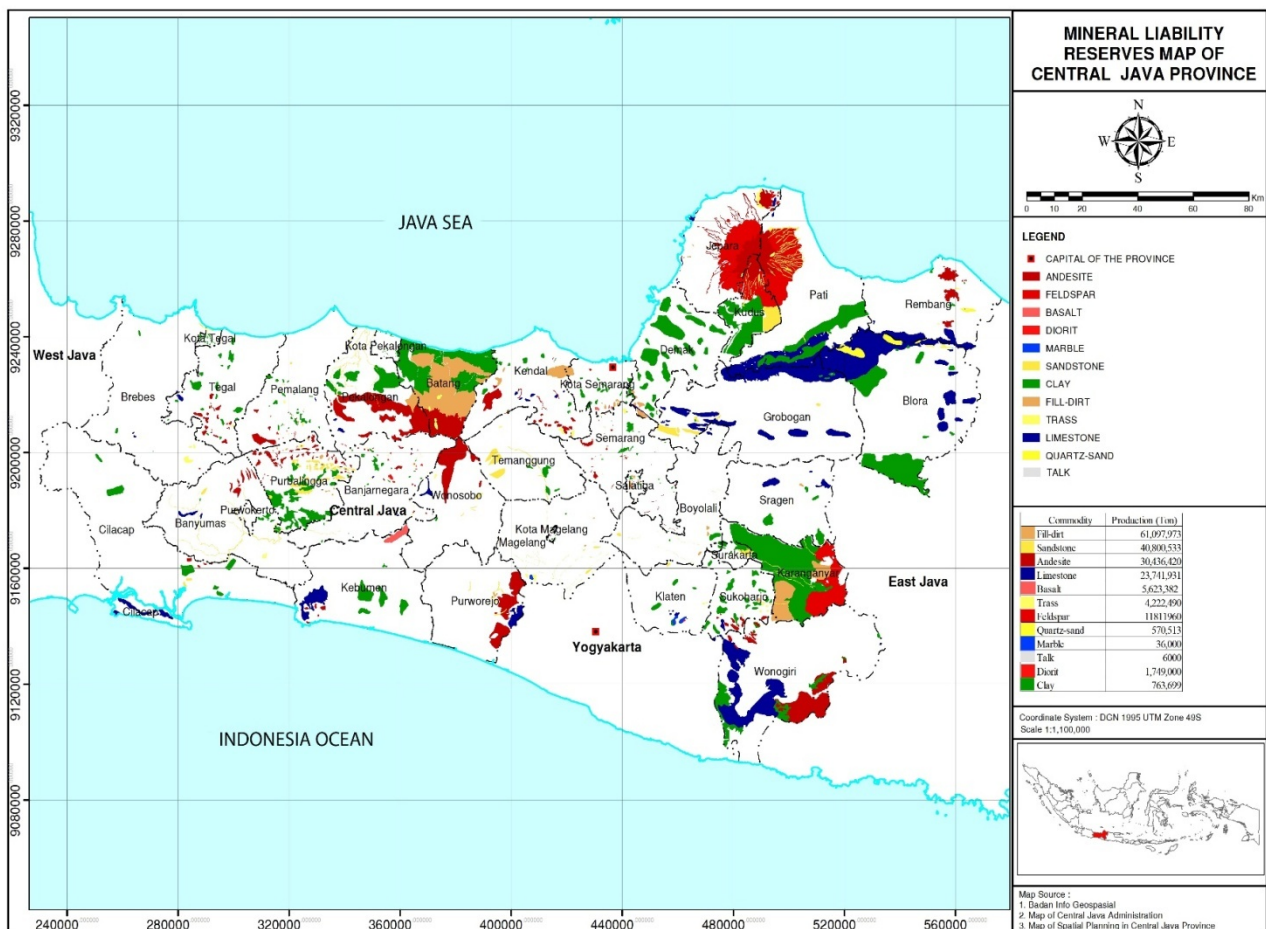 MINERAL LIABILITY
RESERVES MAP OF
CENTRAL JAVA PROVINCE
N
W E
S
0 5 10 20 40 60 80 Km
LEGEND
CAPITAL OF THE PROVINCE
ANDESITE
FELDSPAR
BASALT
DIORIT
MARBLE
SANDSTONE
CLAY
FILL-DIRT
TRASS
LIMESTONE
QUARTZ-SAND
TALK
Commodity Production (Ton)
Fill-dirt 61,097,973
Sandstone 40,800,533
Andesite 30,436,420
Limestone 23,741,931
Basalt 5,623,382
Trass 4,222,490
Feldspar 11811960
Quartz-sand 570,513
Marble 36,000
Talk 6000
Diorit 1,749,000
Clay 763,699
Coordinate System : DGN 1995 UTM Zone 49S
Scale 1:1,100,000
Map Source :
1. Badan Info Geospasial
2. Map of Central Java Administration
3. Map of Spatial Planning in Central Java Province
JAVA SEA
INDONESIA OCEAN
West Java
Central Java
East Java
Yogyakarta
Jepara
Pati
Rembang
Kudus
Demak
Kota Tegal
Kota Pekalongan
Brebes
Tegal
Pemalang
Pekalongan
Batang
Kendal
Kota Semarang
Grobogan
Blora
Semarang
Temanggung
Salatiga
Purbalingga
Banjarnegara
Wonosobo
Purwokerto
Banyumas
Cilacap
Kota Magelang
Magelang
Boyolali
Sragen
Surakarta
Karanganyar
Kebumen
Purworejo
Klaten
Sukoharjo
Cilacap
Wonogiri
9320000
9280000
9240000
9200000
9160000
9120000
9080000
240000 280000 320000 360000 400000 440000 480000 520000 560000